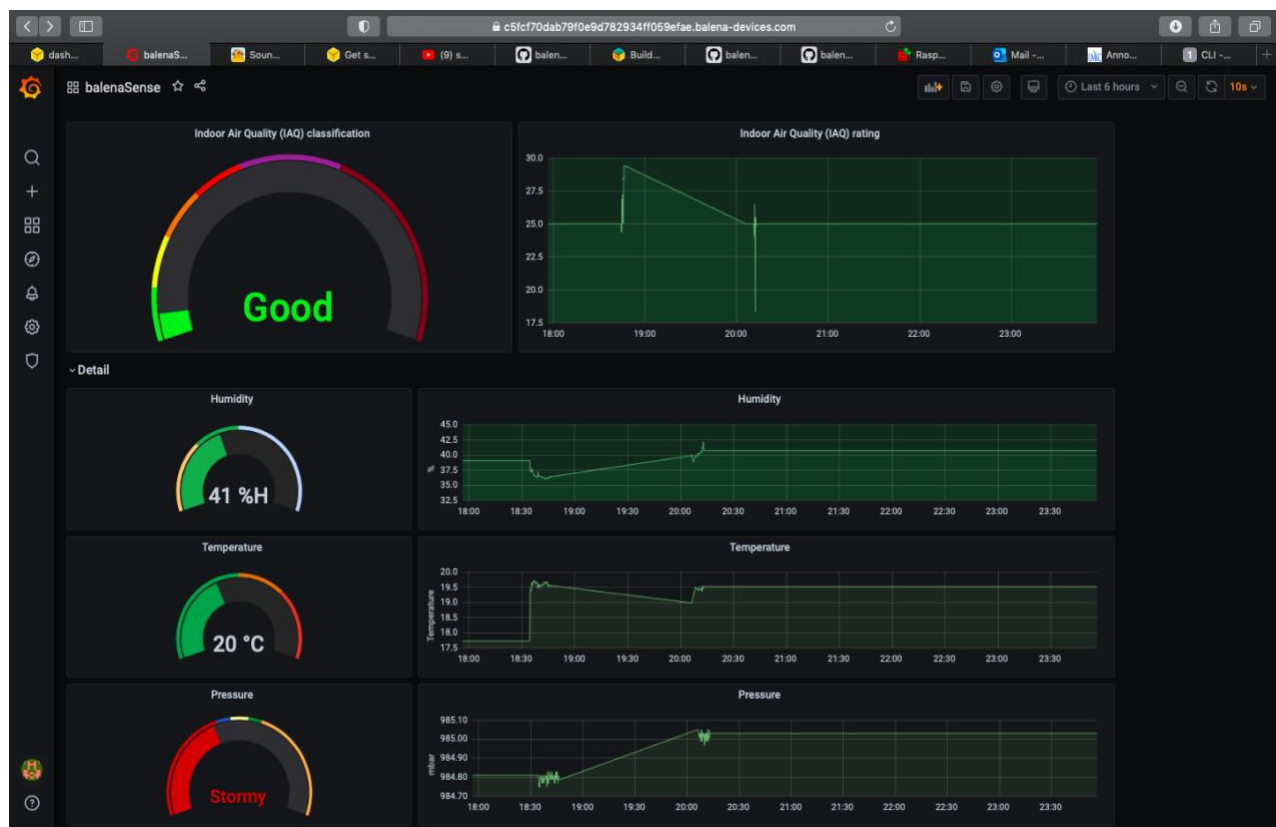 c5fcf70dab79f0e9d782934ff059efae.balena-devices.com
dash... balenaS... Soun... Get s... (9) s... balen... Build... balen... balen... Rasp... Mail -... Anno... 1 CLI -...
balenaSense
Last 6 hours
10s
Indoor Air Quality (IAQ) classification
Good
Indoor Air Quality (IAQ) rating
30.0
27.5
25.0
22.5
20.0
17.5
18:00 19:00 20:00 21:00 22:00 23:00
Detail
Humidity
41 %H
Humidity
%
45.0
42.5
40.0
37.5
35.0
32.5
18:00 18:30 19:00 19:30 20:00 20:30 21:00 21:30 22:00 22:30 23:00 23:30
Temperature
20 °C
Temperature
Temperature
20.0
19.5
19.0
18.5
18.0
17.5
18:00 18:30 19:00 19:30 20:00 20:30 21:00 21:30 22:00 22:30 23:00 23:30
Pressure
Stormy
Pressure
mbar
985.10
985.00
984.90
984.80
984.70
18:00 18:30 19:00 19:30 20:00 20:30 21:00 21:30 22:00 22:30 23:00 23:30